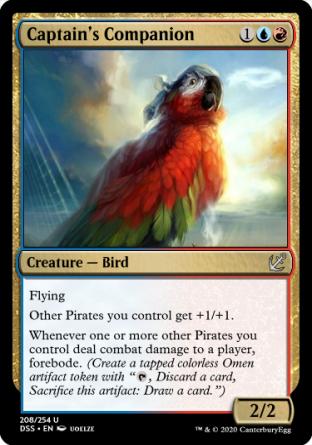 Captain's Companion 1
Creature — Bird
Flying
Other Pirates you control get +1/+1.
Whenever one or more other Pirates you
control deal combat damage to a player,
forebode. (Create a tapped colorless Omen
artifact token with “, Discard a card,
Sacrifice this artifact: Draw a card.”)
2/2
208/254 U
DSS • EN UOELZE
™ & © 2020 CanterburyEgg